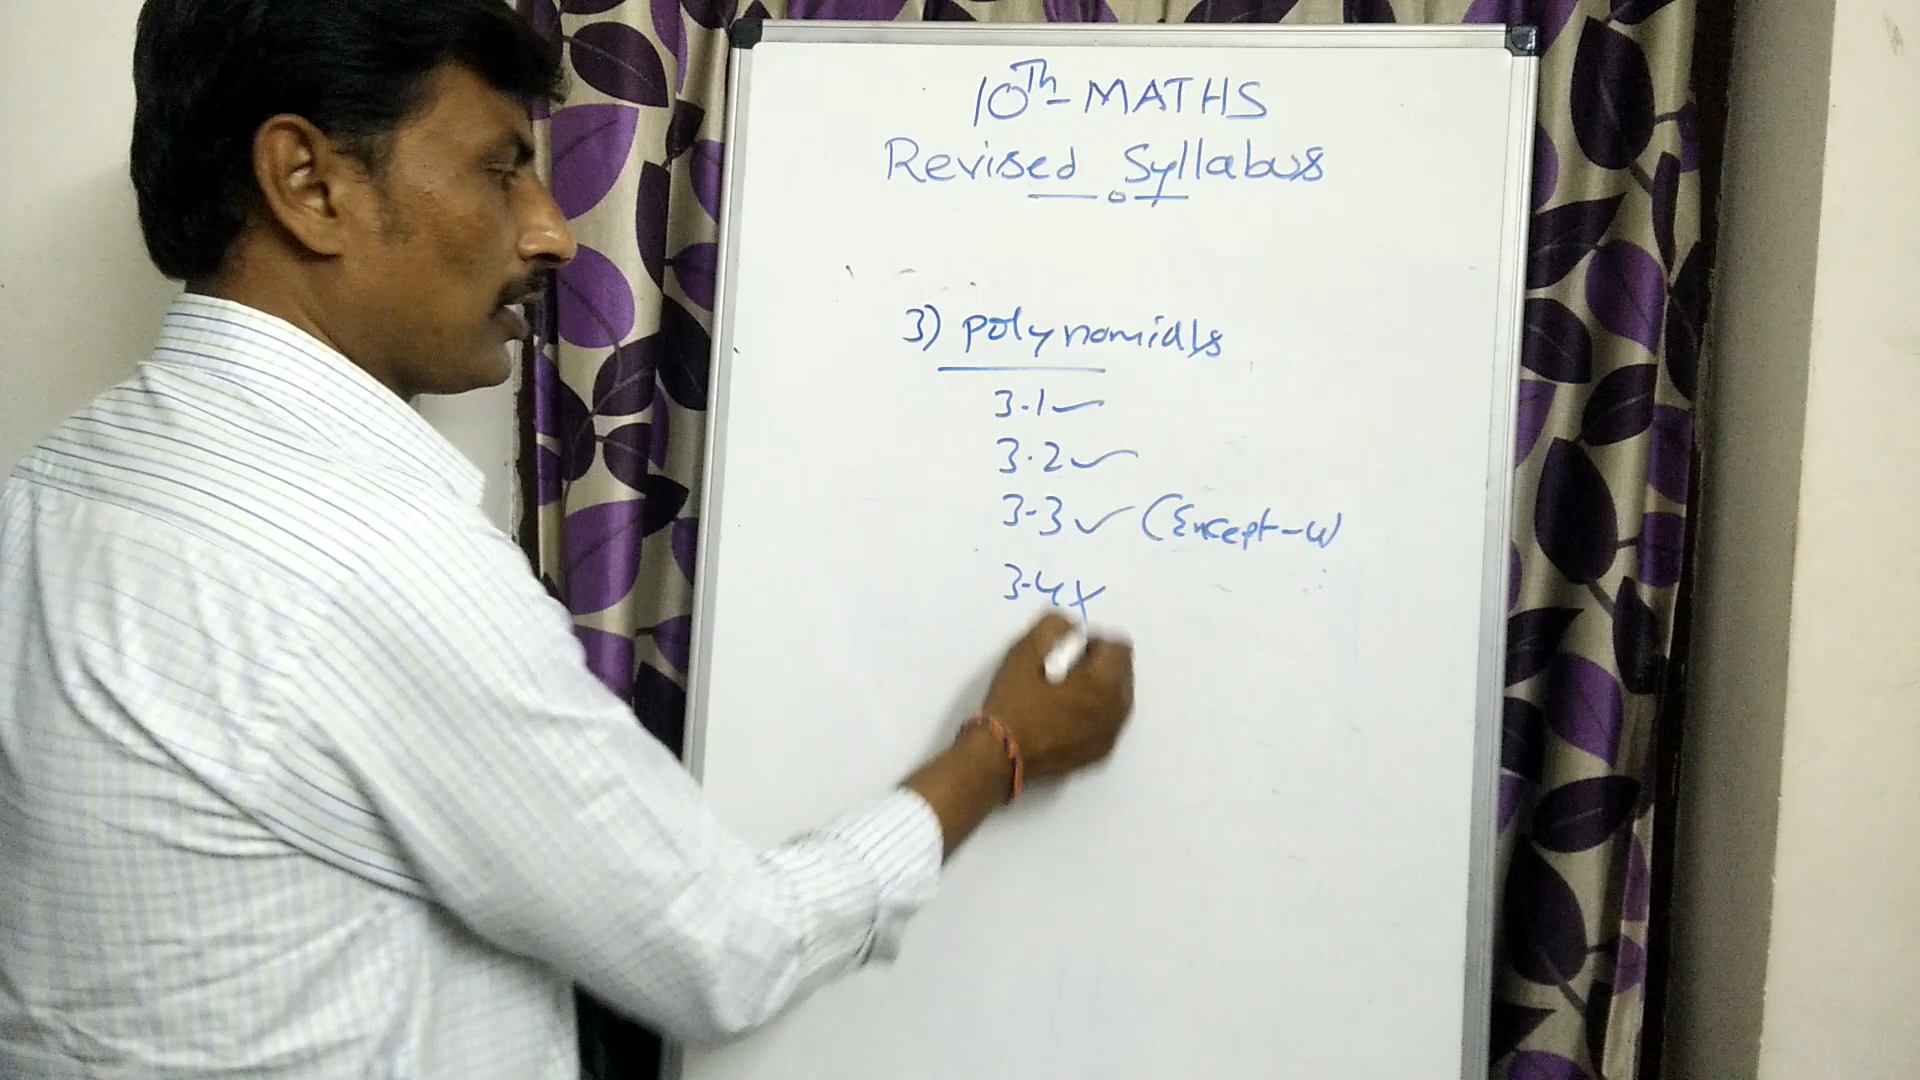 10Th-MATHS
Revised Syllabus
3) polynomials
3.1 ✓
3.2 ✓
3-3 ✓ (Except-4)
3-4 X